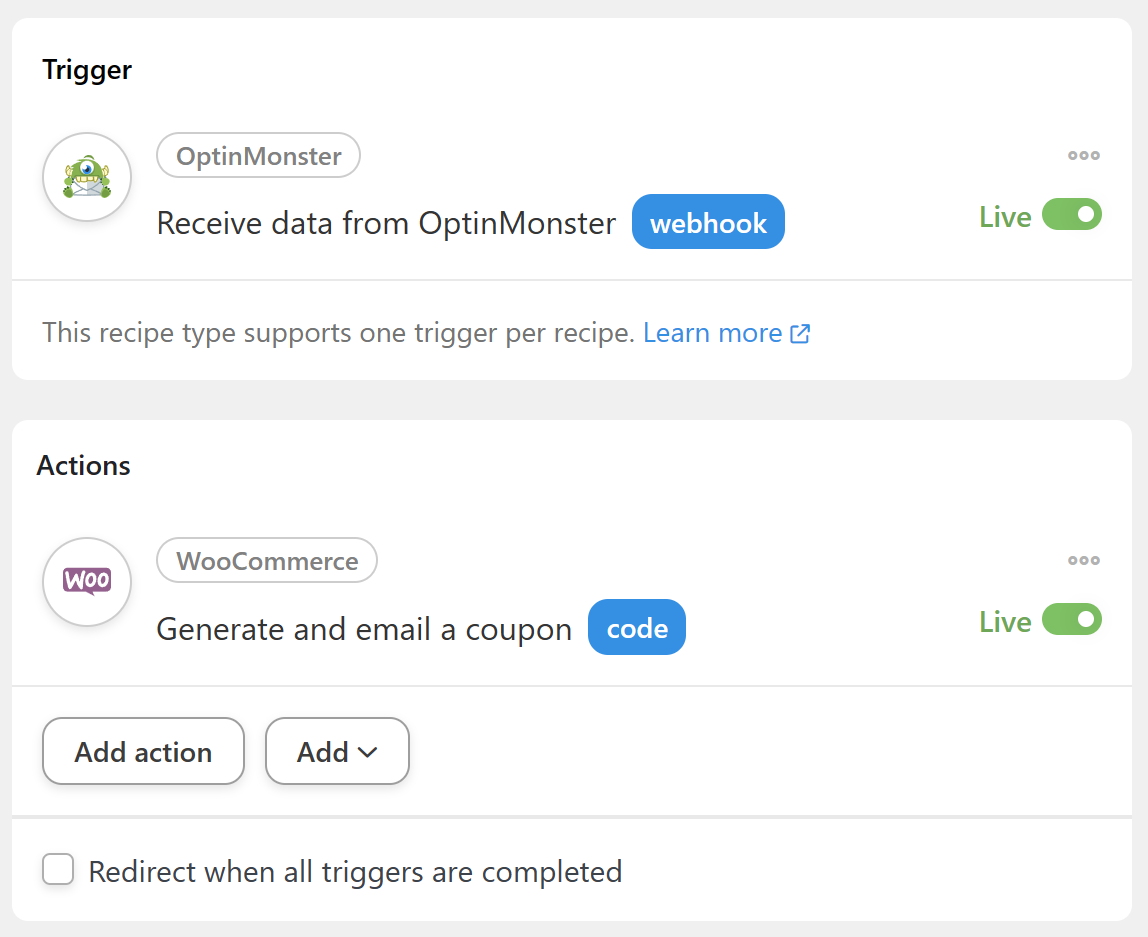 Trigger
OptinMonster
Receive data from OptinMonster webhook
Live
This recipe type supports one trigger per recipe. Learn more
Actions
Woo
WooCommerce
Generate and email a coupon code
Live
Add action Add
Redirect when all triggers are completed